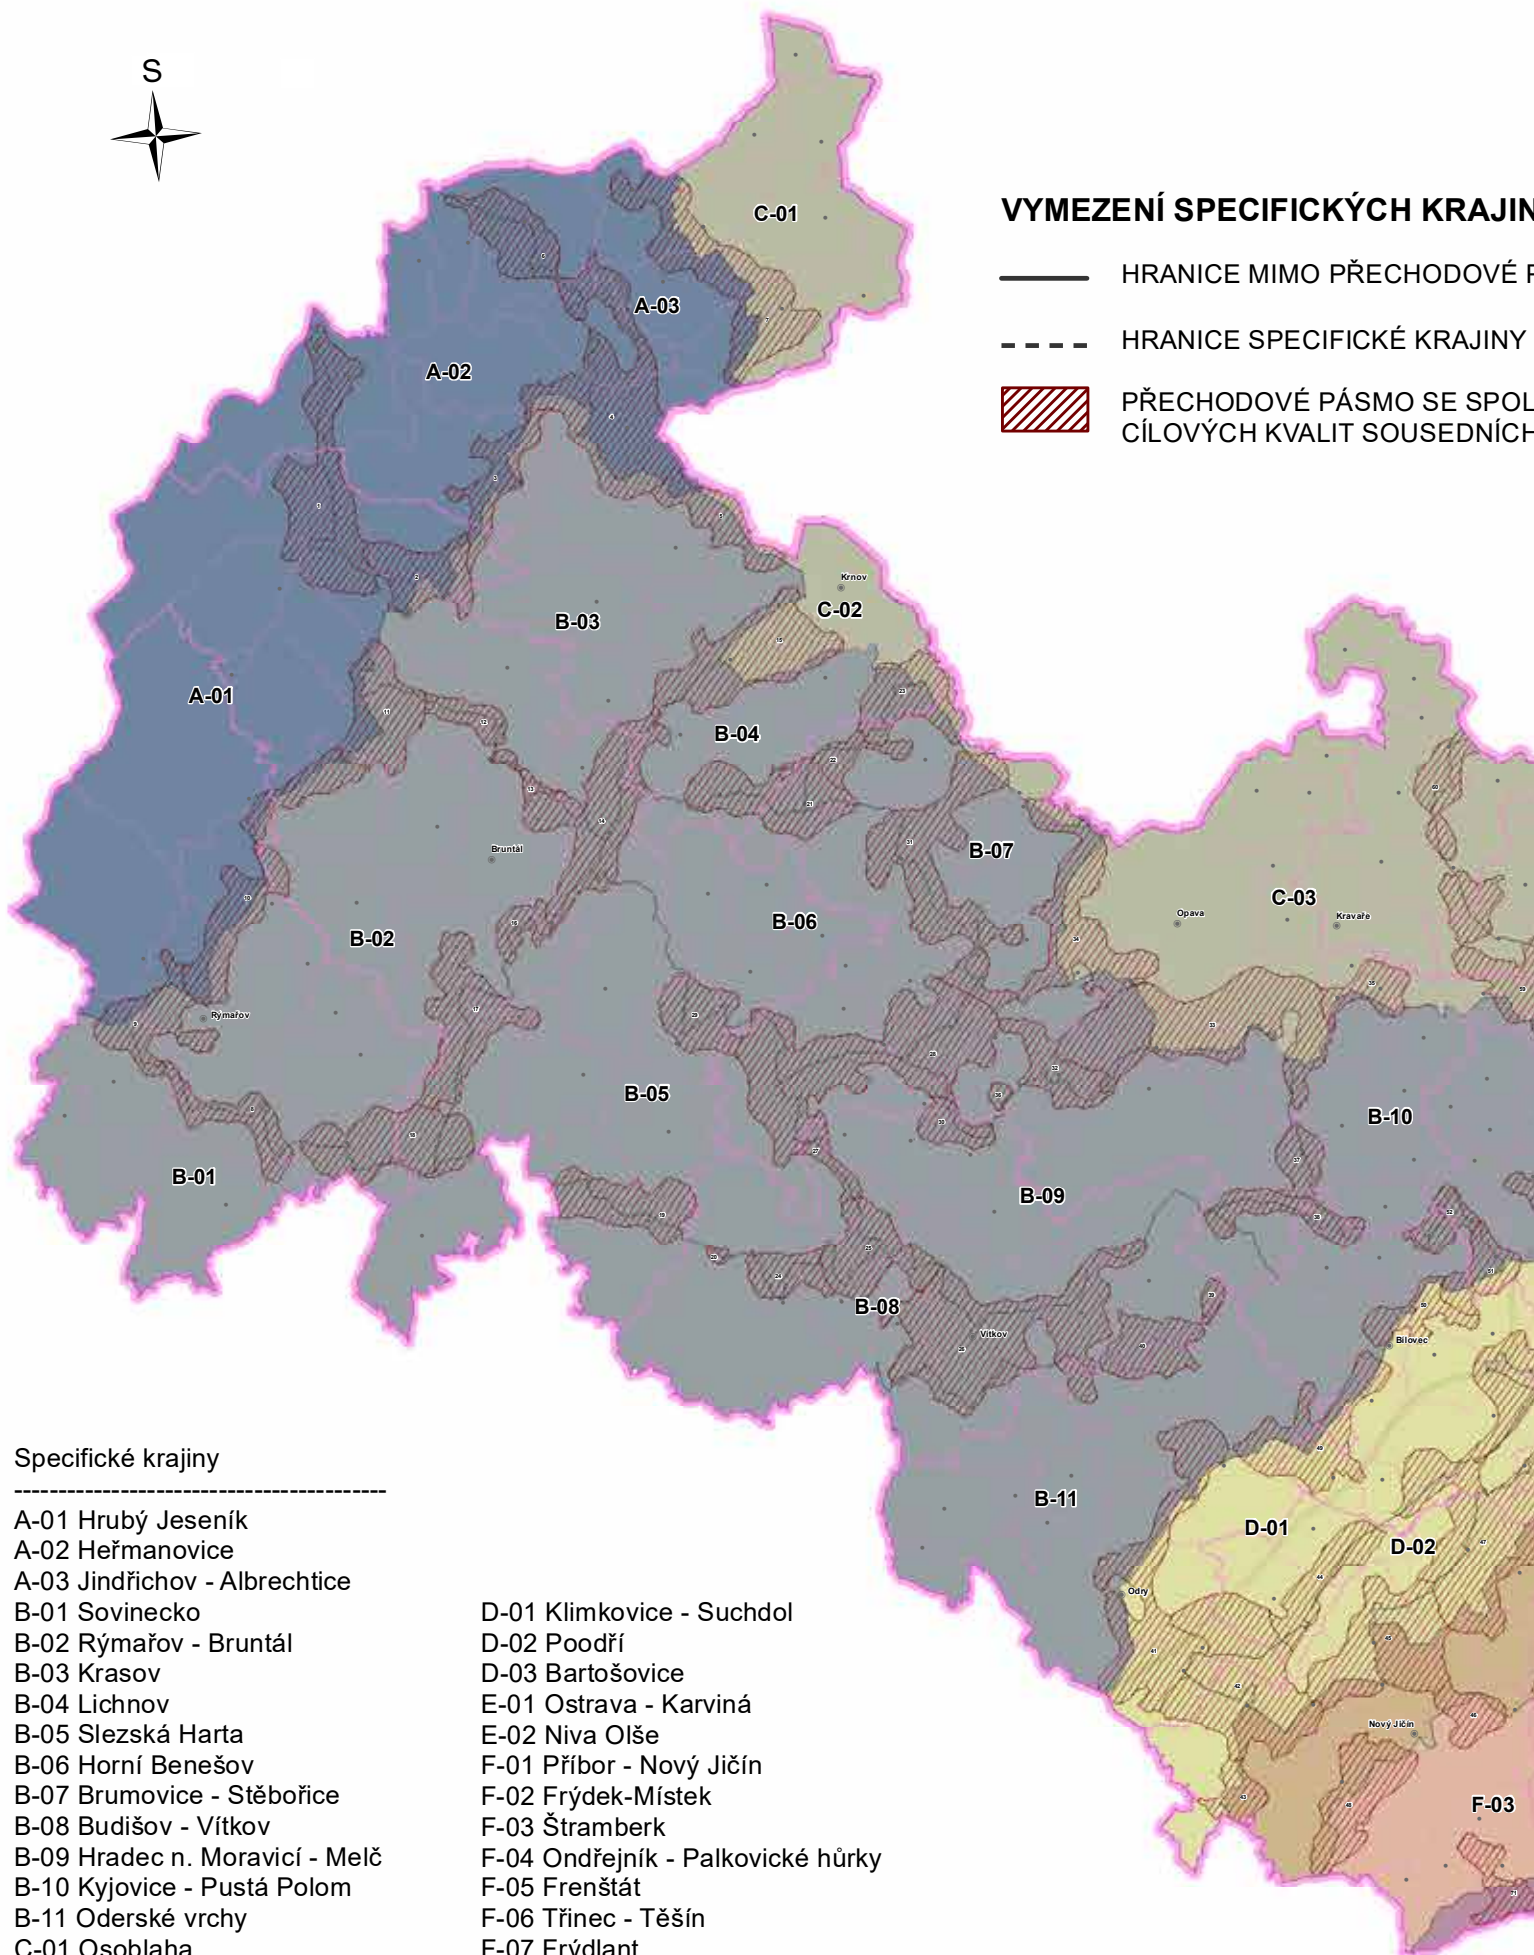 S
VYMEZENÍ SPECIFICKÝCH KRAJIN
HRANICE MIMO PŘECHODOVÉ P
HRANICE SPECIFICKÉ KRAJINY
PŘECHODOVÉ PÁSMO SE SPOL
CÍLOVÝCH KVALIT SOUSEDNÍCH
C-01
A-03
A-02
Krnov
C-02
B-03
A-01
B-04
Bruntál
B-07
C-03
B-06
Opava
Kravaře
B-02
Rýmařov
B-05
B-10
B-01
B-09
B-08
Vítkov
Bílovec
B-11
D-01
D-02
Odry
Nový Jičín
F-03
Specifické krajiny
-------------------------------------------
A-01 Hrubý Jeseník
A-02 Heřmanovice
A-03 Jindřichov - Albrechtice
B-01 Sovinecko
B-02 Rýmařov - Bruntál
B-03 Krasov
B-04 Lichnov
B-05 Slezská Harta
B-06 Horní Benešov
B-07 Brumovice - Stěbořice
B-08 Budišov - Vítkov
B-09 Hradec n. Moravicí - Melč
B-10 Kyjovice - Pustá Polom
B-11 Oderské vrchy
C-01 Osoblaha
D-01 Klimkovice - Suchdol
D-02 Poodří
D-03 Bartošovice
E-01 Ostrava - Karviná
E-02 Niva Olše
F-01 Příbor - Nový Jičín
F-02 Frýdek-Místek
F-03 Štramberk
F-04 Ondřejník - Palkovické hůrky
F-05 Frenštát
F-06 Třinec - Těšín
F-07 Frýdlant